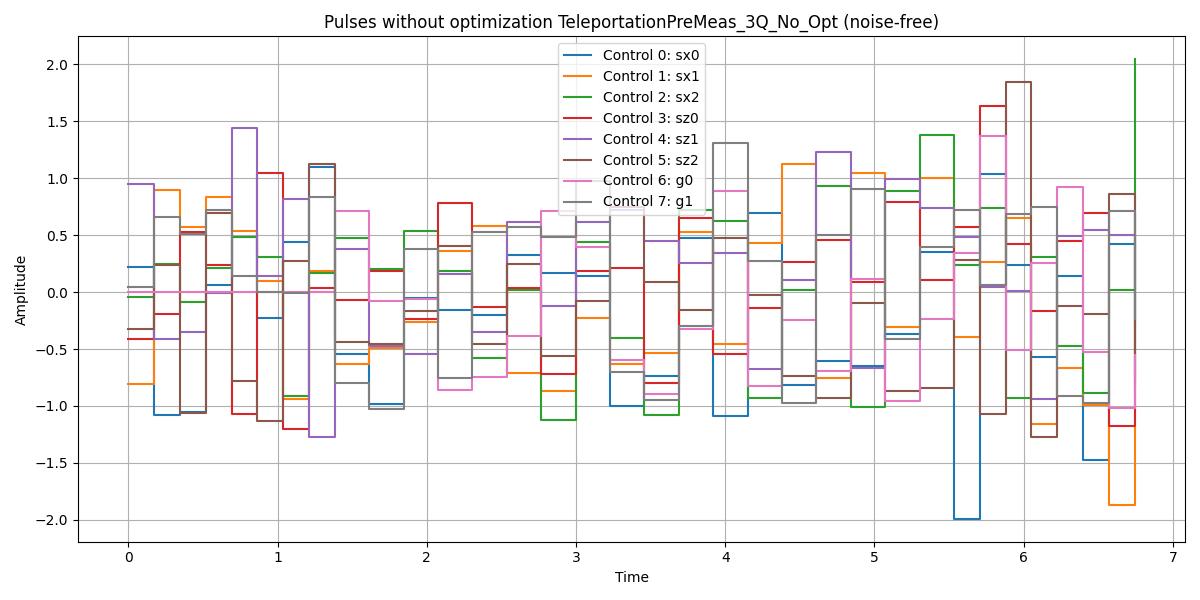 Pulses without optimization TeleportationPreMeas_3Q_No_Opt (noise-free)
Control 0: sx0
Control 1: sx1
Control 2: sx2
Control 3: sz0
Control 4: sz1
Control 5: sz2
Control 6: g0
Control 7: g1
2.0
1.5
1.0
0.5
0.0
−0.5
−1.0
−1.5
−2.0
Amplitude
0 1 2 3 4 5 6 7
Time